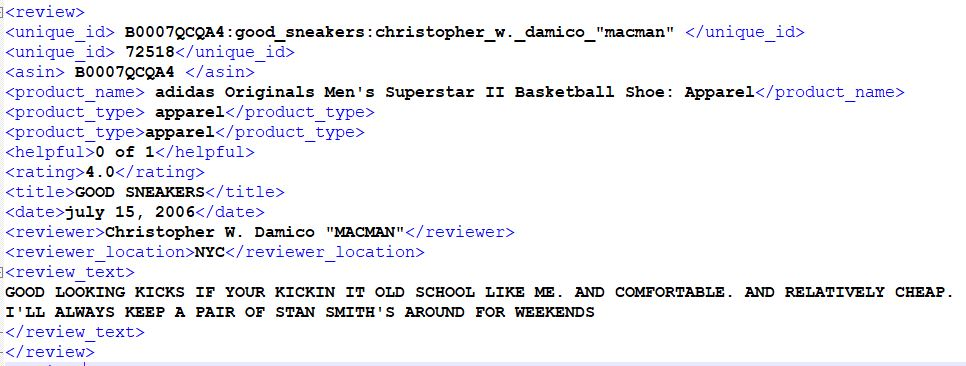 <review>
<unique_id> B0007QCQA4:good_sneakers:christopher_w._damico_"macman" </unique_id>
<unique_id> 72518</unique_id>
<asin> B0007QCQA4 </asin>
<product_name> adidas Originals Men's Superstar II Basketball Shoe: Apparel</product_name>
<product_type> apparel</product_type>
<product_type>apparel</product_type>
<helpful>0 of 1</helpful>
<rating>4.0</rating>
<title>GOOD SNEAKERS</title>
<date>july 15, 2006</date>
<reviewer>Christopher W. Damico "MACMAN"</reviewer>
<reviewer_location>NYC</reviewer_location>
<review_text>
GOOD LOOKING KICKS IF YOUR KICKIN IT OLD SCHOOL LIKE ME. AND COMFORTABLE. AND RELATIVELY CHEAP.
I'LL ALWAYS KEEP A PAIR OF STAN SMITH'S AROUND FOR WEEKENDS
</review_text>
</review>